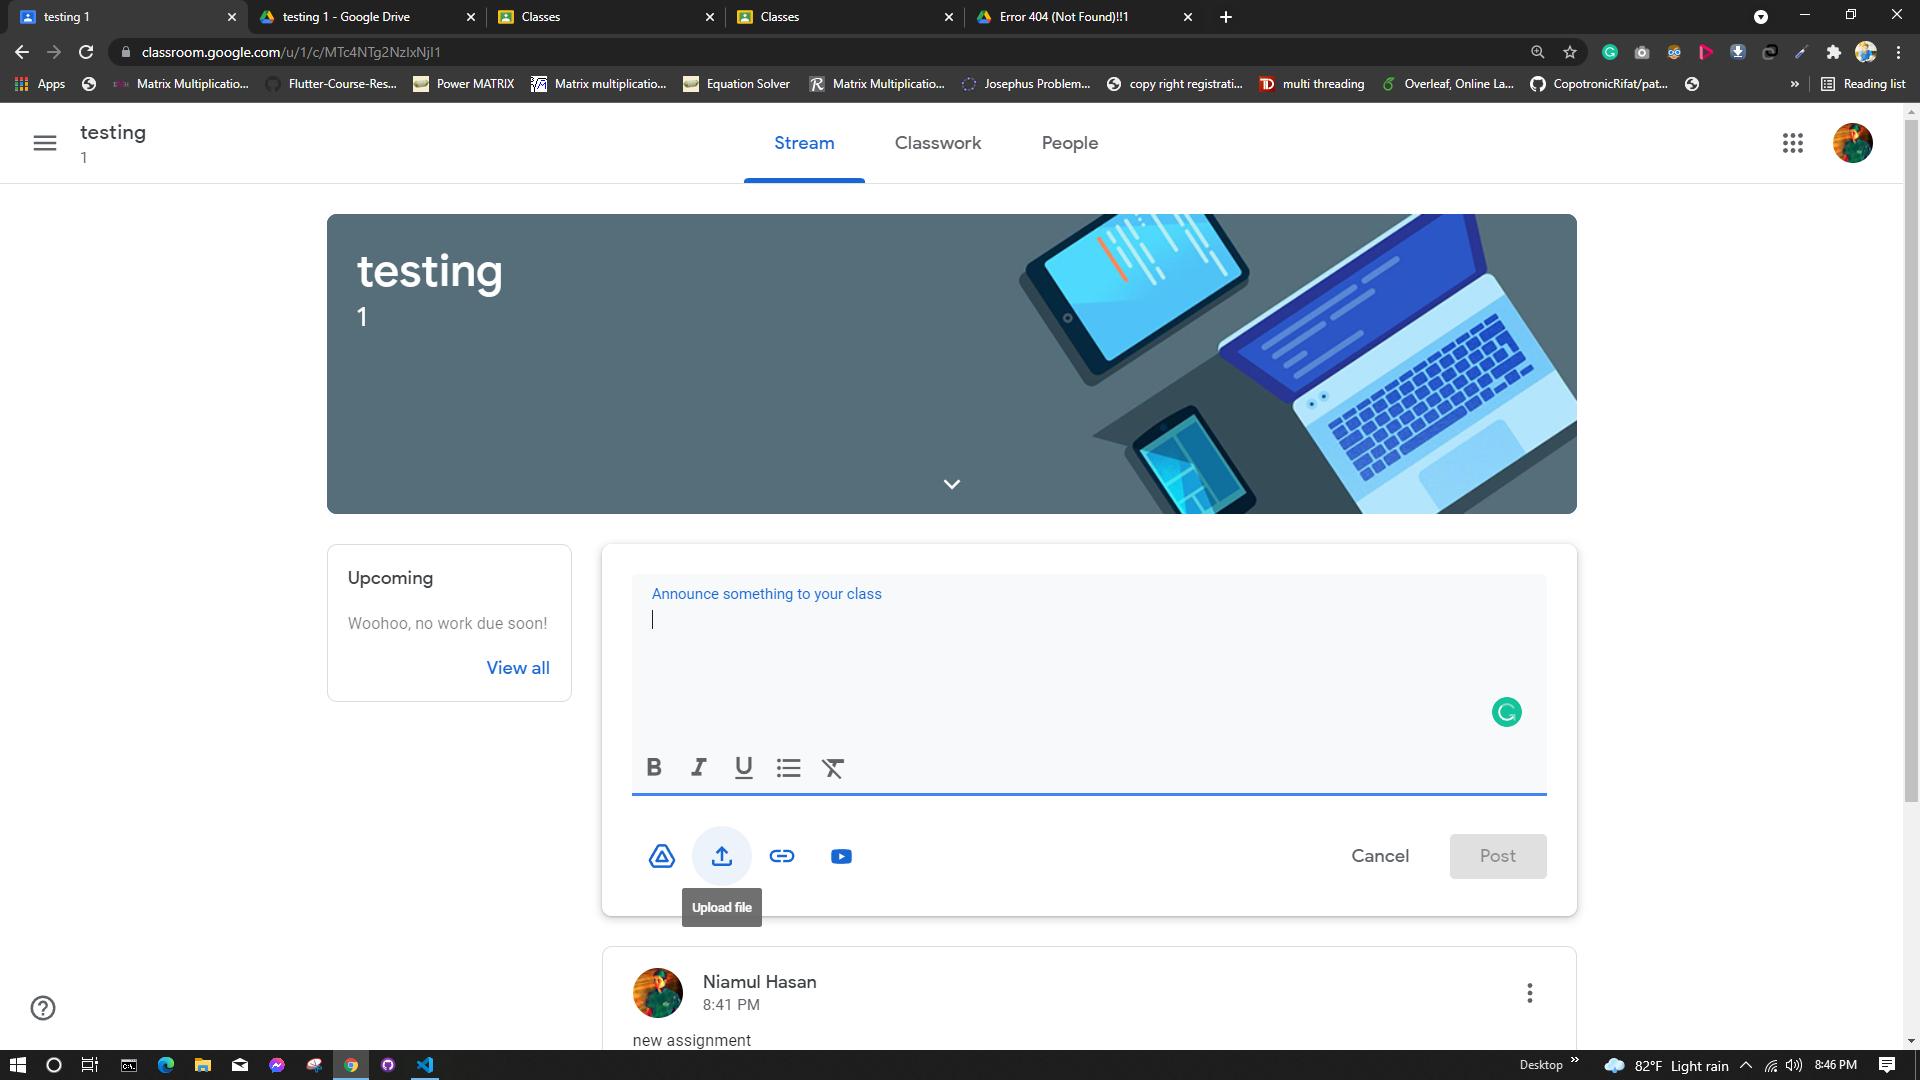 testing 1
testing 1 - Google Drive
Classes
Classes
Error 404 (Not Found)!!1
classroom.google.com/u/1/c/MTc4NTg2NzIxNjI1
Apps
Matrix Multiplicatio...
Flutter-Course-Res...
Power MATRIX
Matrix multiplicatio...
Equation Solver
Matrix Multiplicatio...
Josephus Problem...
copy right registrati...
multi threading
Overleaf, Online La...
CopotronicRifat/pat...
Reading list
testing
1
Stream
Classwork
People
testing
1
Upcoming
Woohoo, no work due soon!
View all
Announce something to your class
B I U
Cancel
Post
Upload file
Niamul Hasan
8:41 PM
new assignment
Desktop
82°F Light rain
8:46 PM